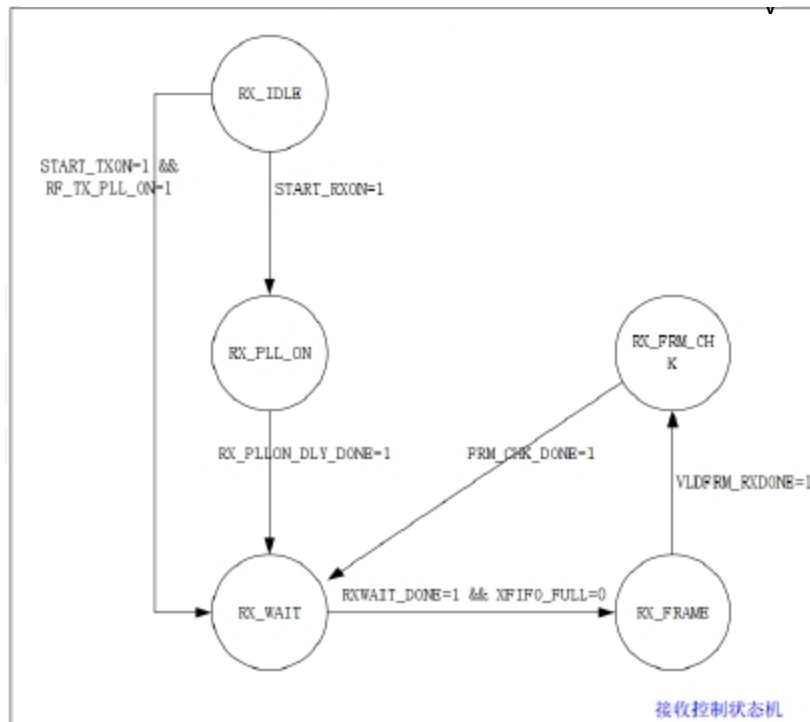 RX_IDLE
START_TXON=1 &&
RF_TX_PLL_ON=1
START_RXON=1
RX_PLL_ON
RX_FRM_CH
K
RX_PLLON_DLY_DONE=1
FRM_CHK_DONE=1
VLDFRM_RXDONE=1
RX_WAIT
RXWAIT_DONE=1 && XFIFO_FULL=0
RX_FRAME
接收控制状态机